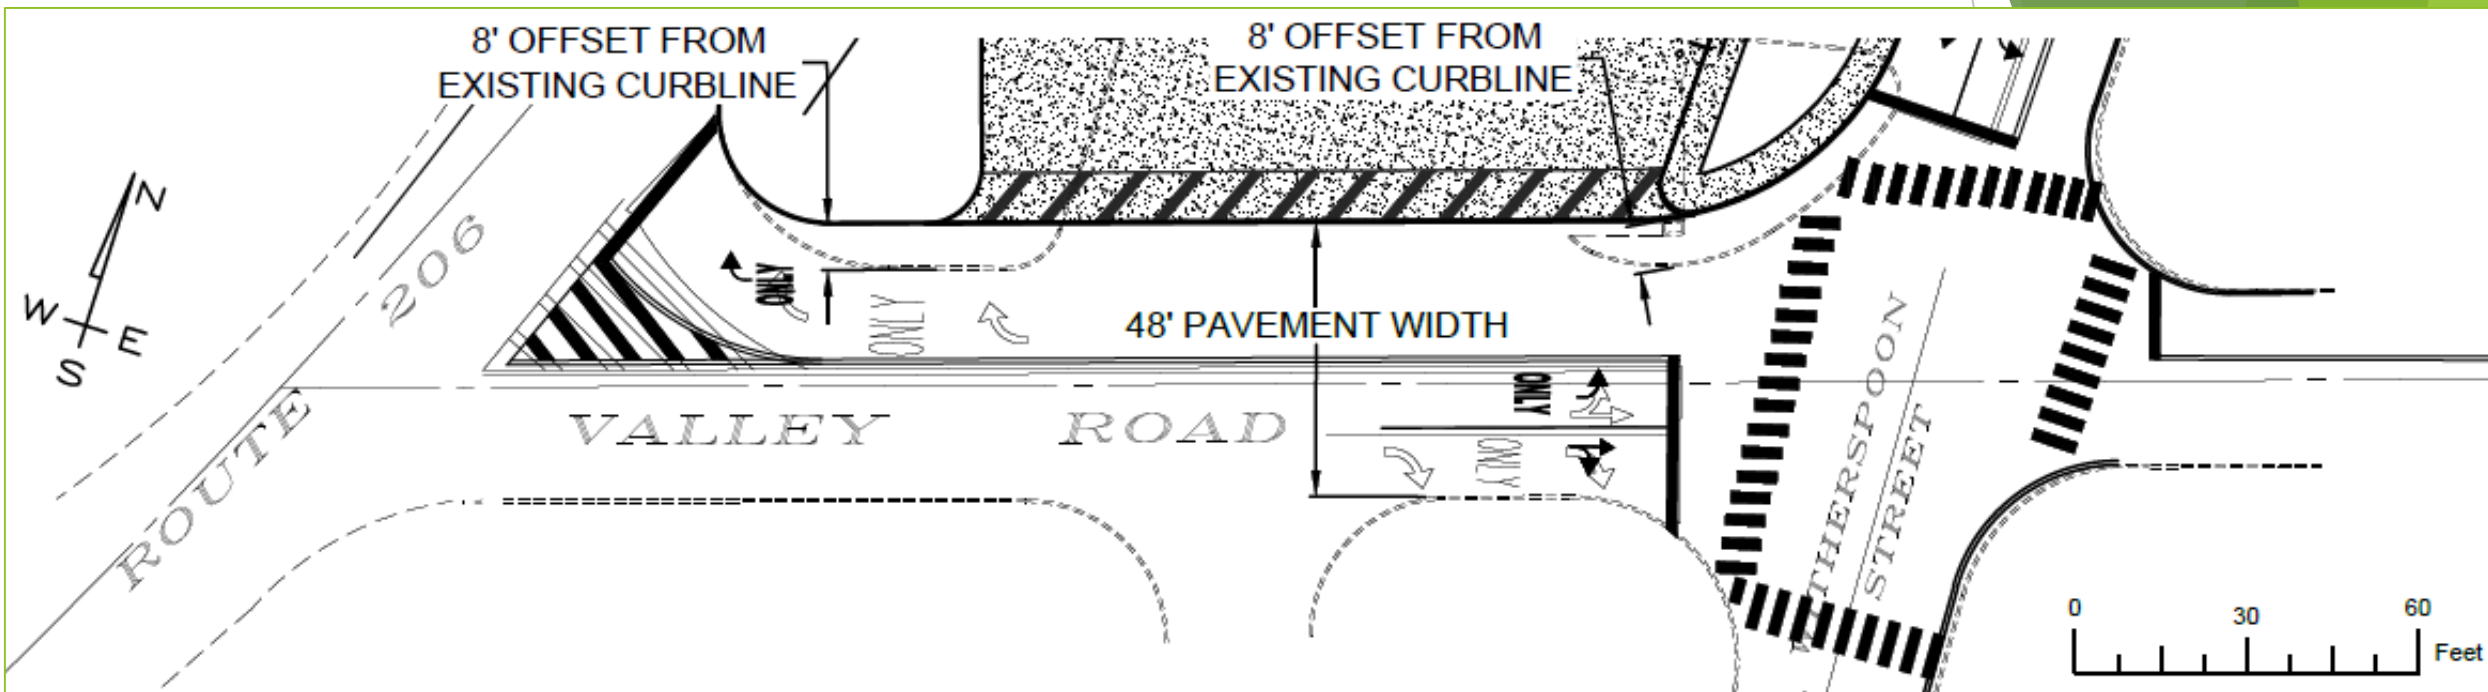 8' OFFSET FROM
EXISTING CURBLINE
8' OFFSET FROM
EXISTING CURBLINE
N
W
E
S
ROUTE 206
ONLY
ONLY
48' PAVEMENT WIDTH
VALLEY ROAD
ONLY
ONLY
WITHERSPOON
STREET
0 30 60
Feet